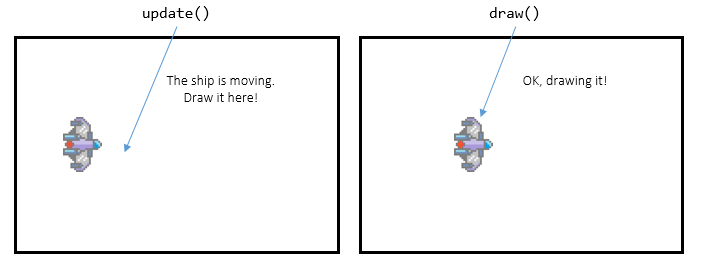 update()
The ship is moving.
Draw it here!
draw()
OK, drawing it!